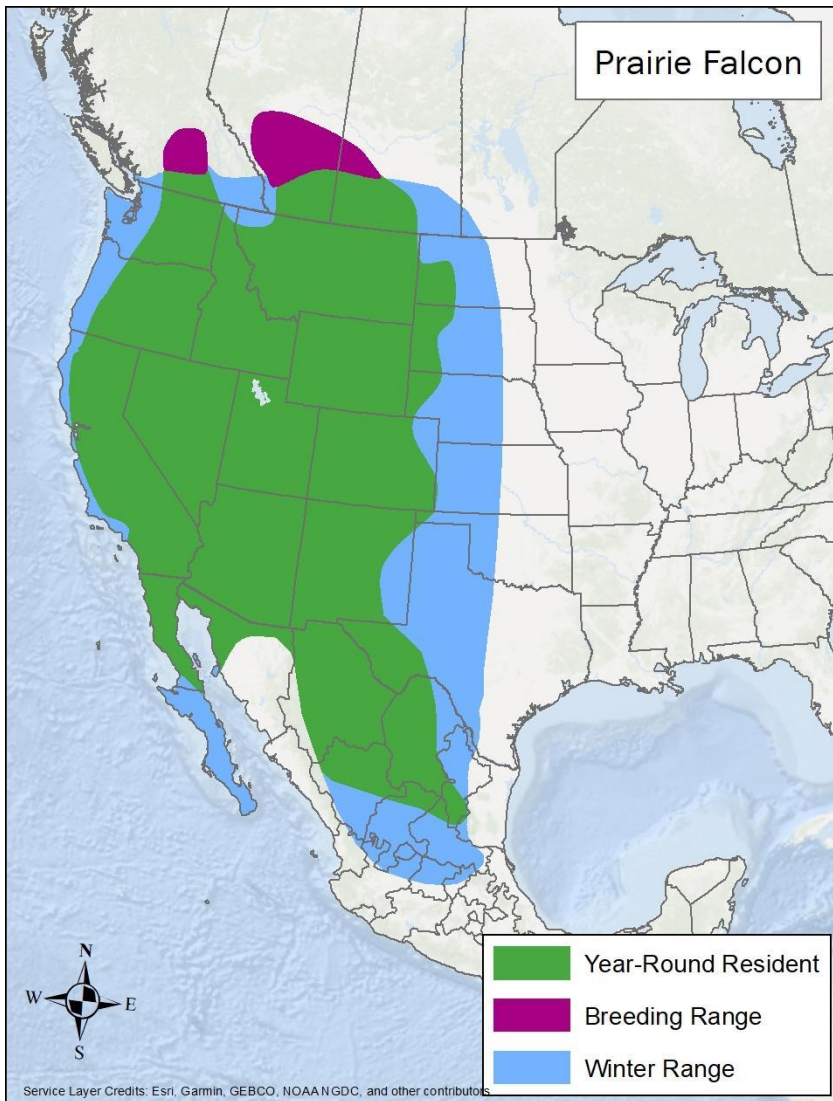 Prairie Falcon
N
W
E
S
Year-Round Resident
Breeding Range
Winter Range
Service Layer Credits: Esri, Garmin, GEBCO, NOAA NGDC, and other contributors